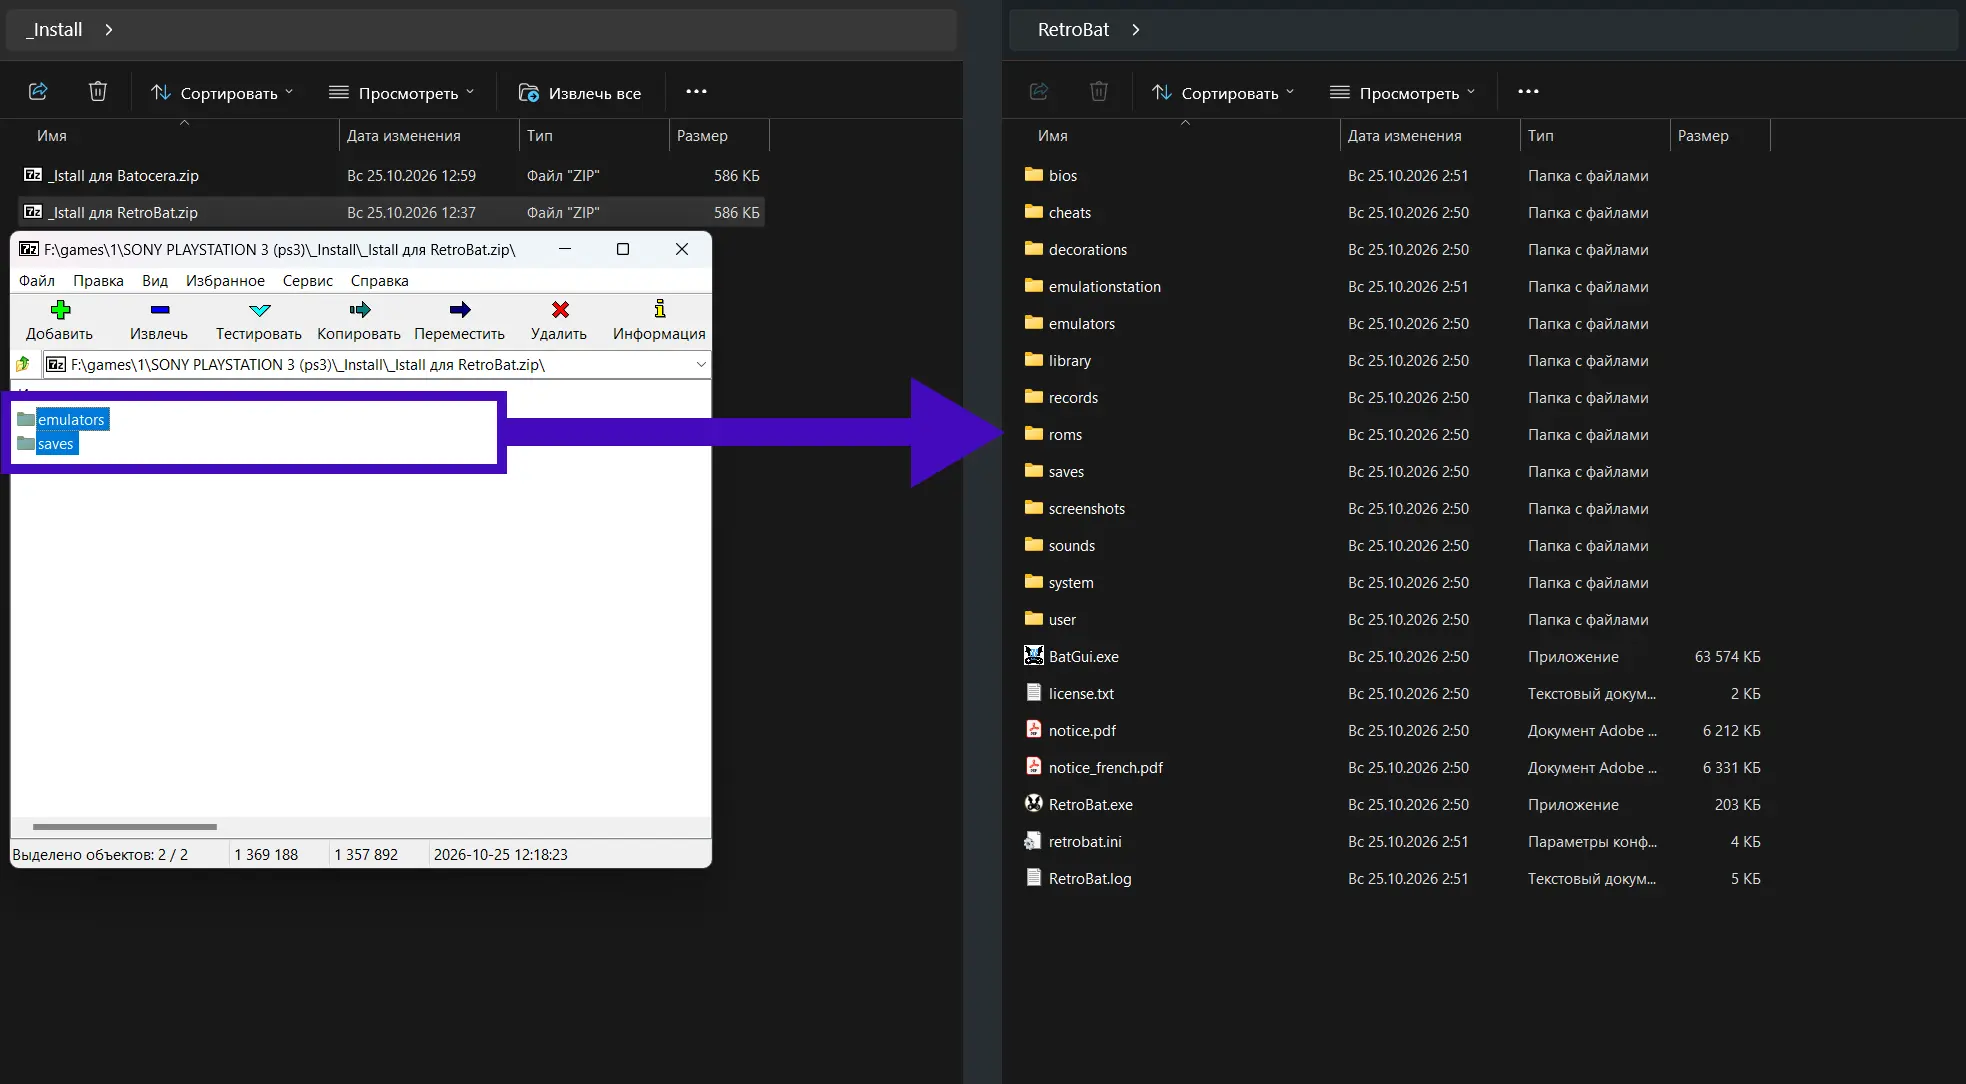 _Install
Сортировать
Просмотреть
Извлечь все
Имя
Дата изменения
Тип
Размер
_Istall для Batocera.zip
Вс 25.10.2026 12:59
Файл "ZIP"
586 КБ
_Istall для RetroBat.zip
Вс 25.10.2026 12:37
Файл "ZIP"
586 КБ
F:\games\1\SONY PLAYSTATION 3 (ps3)\_Install\_Istall для RetroBat.zip\
Файл Правка Вид Избранное Сервис Справка
Добавить Извлечь Тестировать Копировать Переместить Удалить Информация
F:\games\1\SONY PLAYSTATION 3 (ps3)\_Install\_Istall для RetroBat.zip\
emulators
saves
Выделено объектов: 2 / 2 1 369 188 1 357 892 2026-10-25 12:18:23
RetroBat
Сортировать
Просмотреть
Имя Дата изменения Тип Размер
bios Вс 25.10.2026 2:51 Папка с файлами
cheats Вс 25.10.2026 2:50 Папка с файлами
decorations Вс 25.10.2026 2:50 Папка с файлами
emulationstation Вс 25.10.2026 2:51 Папка с файлами
emulators Вс 25.10.2026 2:50 Папка с файлами
library Вс 25.10.2026 2:50 Папка с файлами
records Вс 25.10.2026 2:50 Папка с файлами
roms Вс 25.10.2026 2:50 Папка с файлами
saves Вс 25.10.2026 2:50 Папка с файлами
screenshots Вс 25.10.2026 2:50 Папка с файлами
sounds Вс 25.10.2026 2:50 Папка с файлами
system Вс 25.10.2026 2:50 Папка с файлами
user Вс 25.10.2026 2:50 Папка с файлами
BatGui.exe Вс 25.10.2026 2:50 Приложение 63 574 КБ
license.txt Вс 25.10.2026 2:50 Текстовый докум... 2 КБ
notice.pdf Вс 25.10.2026 2:50 Документ Adobe ... 6 212 КБ
notice_french.pdf Вс 25.10.2026 2:50 Документ Adobe ... 6 331 КБ
RetroBat.exe Вс 25.10.2026 2:50 Приложение 203 КБ
retrobat.ini Вс 25.10.2026 2:51 Параметры конф... 4 КБ
RetroBat.log Вс 25.10.2026 2:51 Текстовый докум... 5 КБ